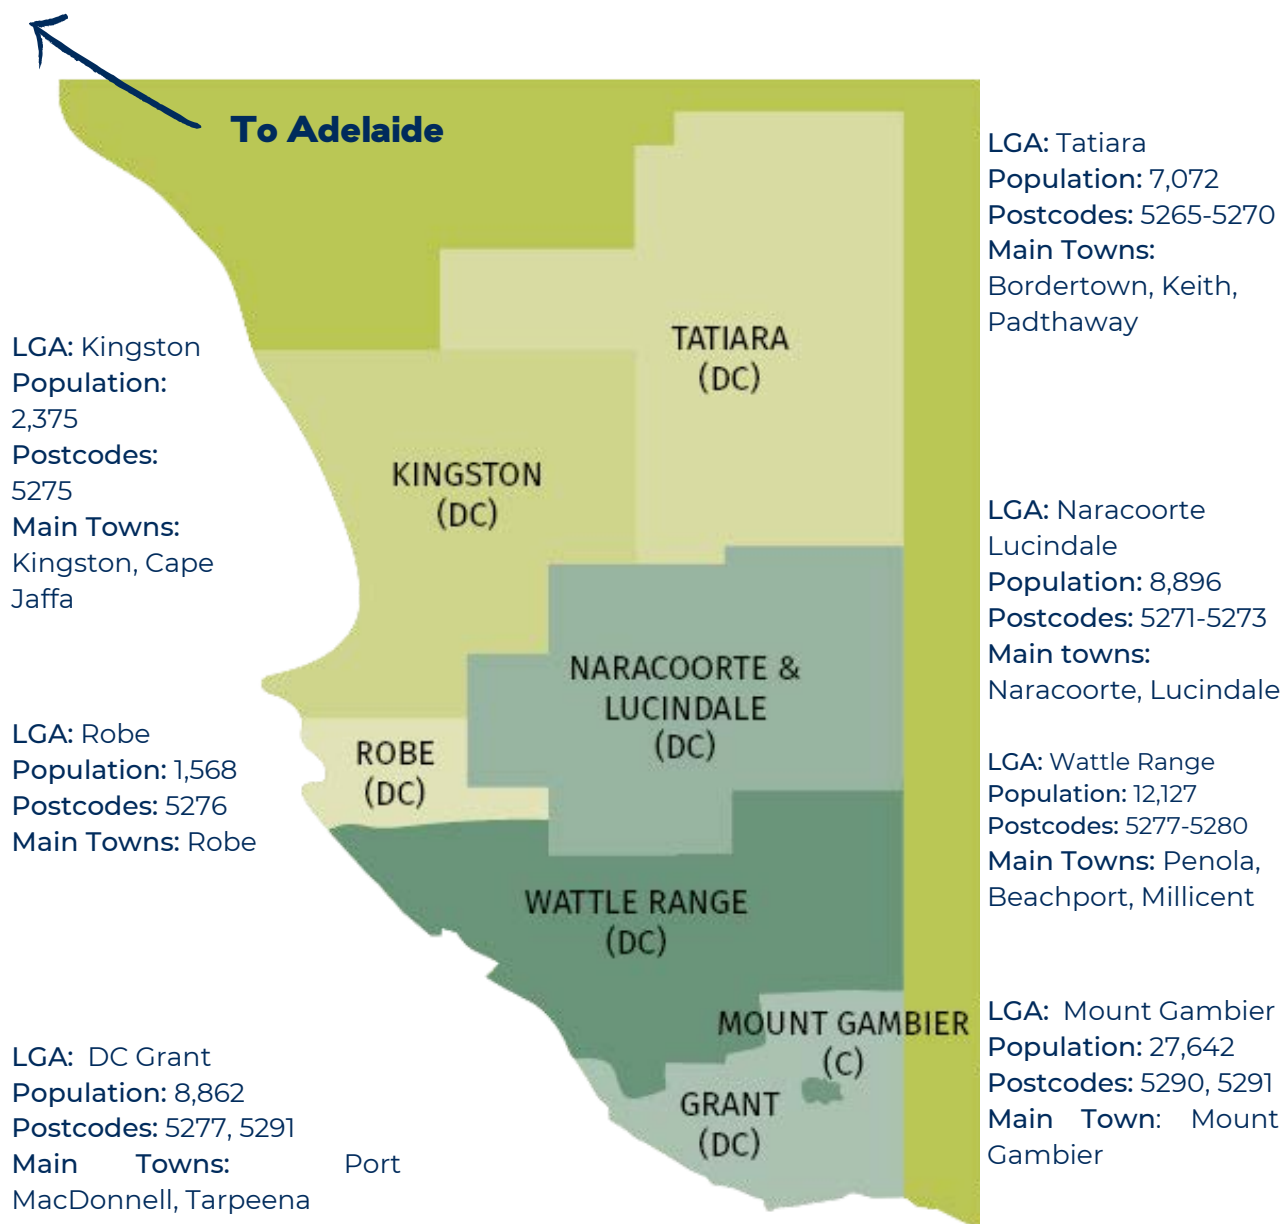 To Adelaide
LGA: Tatiara
Population: 7,072
Postcodes: 5265-5270
Main Towns:
Bordertown, Keith,
Padthaway
TATIARA
(DC)
LGA: Kingston
Population:
2,375
Postcodes:
5275
Main Towns:
Kingston, Cape
Jaffa
KINGSTON
(DC)
LGA: Naracoorte
Lucindale
Population: 8,896
Postcodes: 5271-5273
Main towns:
Naracoorte, Lucindale
NARACOORTE &
LUCINDALE
(DC)
LGA: Robe
Population: 1,568
Postcodes: 5276
Main Towns: Robe
ROBE
(DC)
LGA: Wattle Range
Population: 12,127
Postcodes: 5277-5280
Main Towns: Penola,
Beachport, Millicent
WATTLE RANGE
(DC)
LGA: Mount Gambier
Population: 27,642
Postcodes: 5290, 5291
Main Town: Mount
Gambier
MOUNT GAMBIER
(C)
GRANT
(DC)
LGA: DC Grant
Population: 8,862
Postcodes: 5277, 5291
Main Towns: Port
MacDonnell, Tarpeena